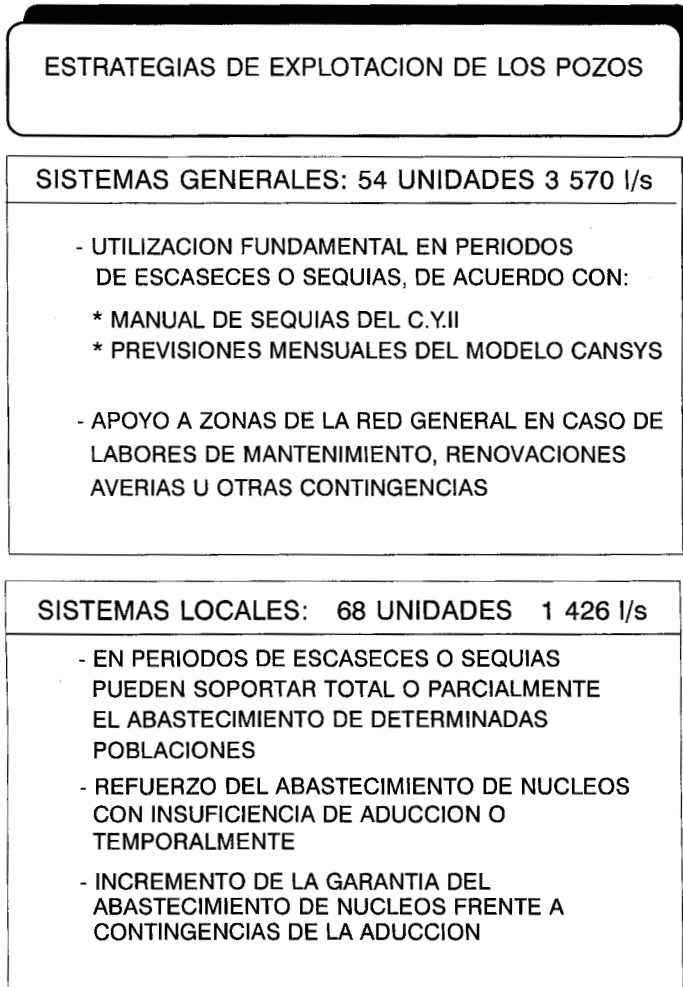 ESTRATEGIAS DE EXPLOTACION DE LOS POZOS
SISTEMAS GENERALES: 54 UNIDADES 3 570 l/s
- UTILIZACION FUNDAMENTAL EN PERIODOS
DE ESCASECES O SEQUIAS, DE ACUERDO CON:
* MANUAL DE SEQUIAS DEL C.Y.II
* PREVISIONES MENSUALES DEL MODELO CANSYS
- APOYO A ZONAS DE LA RED GENERAL EN CASO DE
LABORES DE MANTENIMIENTO, RENOVACIONES
AVERIAS U OTRAS CONTINGENCIAS
SISTEMAS LOCALES: 68 UNIDADES 1 426 l/s
- EN PERIODOS DE ESCASECES O SEQUIAS
PUEDEN SOPORTAR TOTAL O PARCIALMENTE
EL ABASTECIMIENTO DE DETERMINADAS
POBLACIONES
- REFUERZO DEL ABASTECIMIENTO DE NUCLEOS
CON INSUFICIENCIA DE ADUCCION O
TEMPORALMENTE
- INCREMENTO DE LA GARANTIA DEL
ABASTECIMIENTO DE NUCLEOS FRENTE A
CONTINGENCIAS DE LA ADUCCION